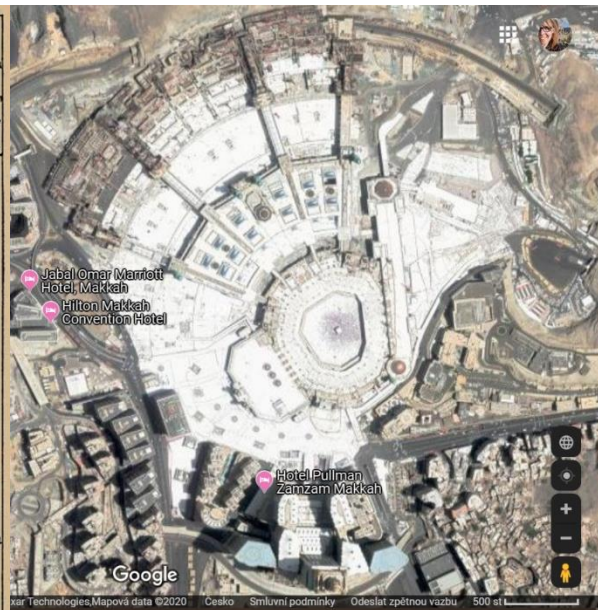 Jabal Omar Marriott
Hotel, Makkah
Hilton Makkah
Convention Hotel
Hotel Pullman
Zamzam Makkah
Google
xar Technologies,Mapová data ©2020 Česko Smluvní podmínky Odeslat zpětnou vazbu 500 st